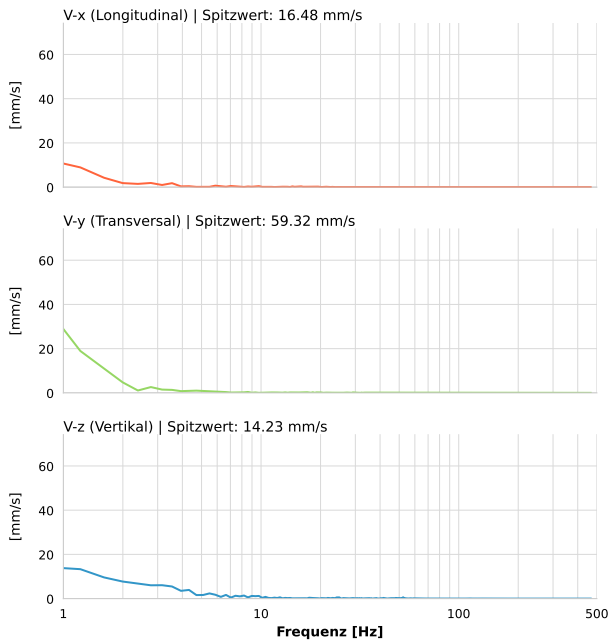 V-x (Longitudinal) | Spitzwert: 16.48 mm/s
60
40
20
0
[mm/s]
V-y (Transversal) | Spitzwert: 59.32 mm/s
60
40
20
0
[mm/s]
V-z (Vertikal) | Spitzwert: 14.23 mm/s
60
40
20
0
[mm/s]
1 10 100 500
Frequenz [Hz]